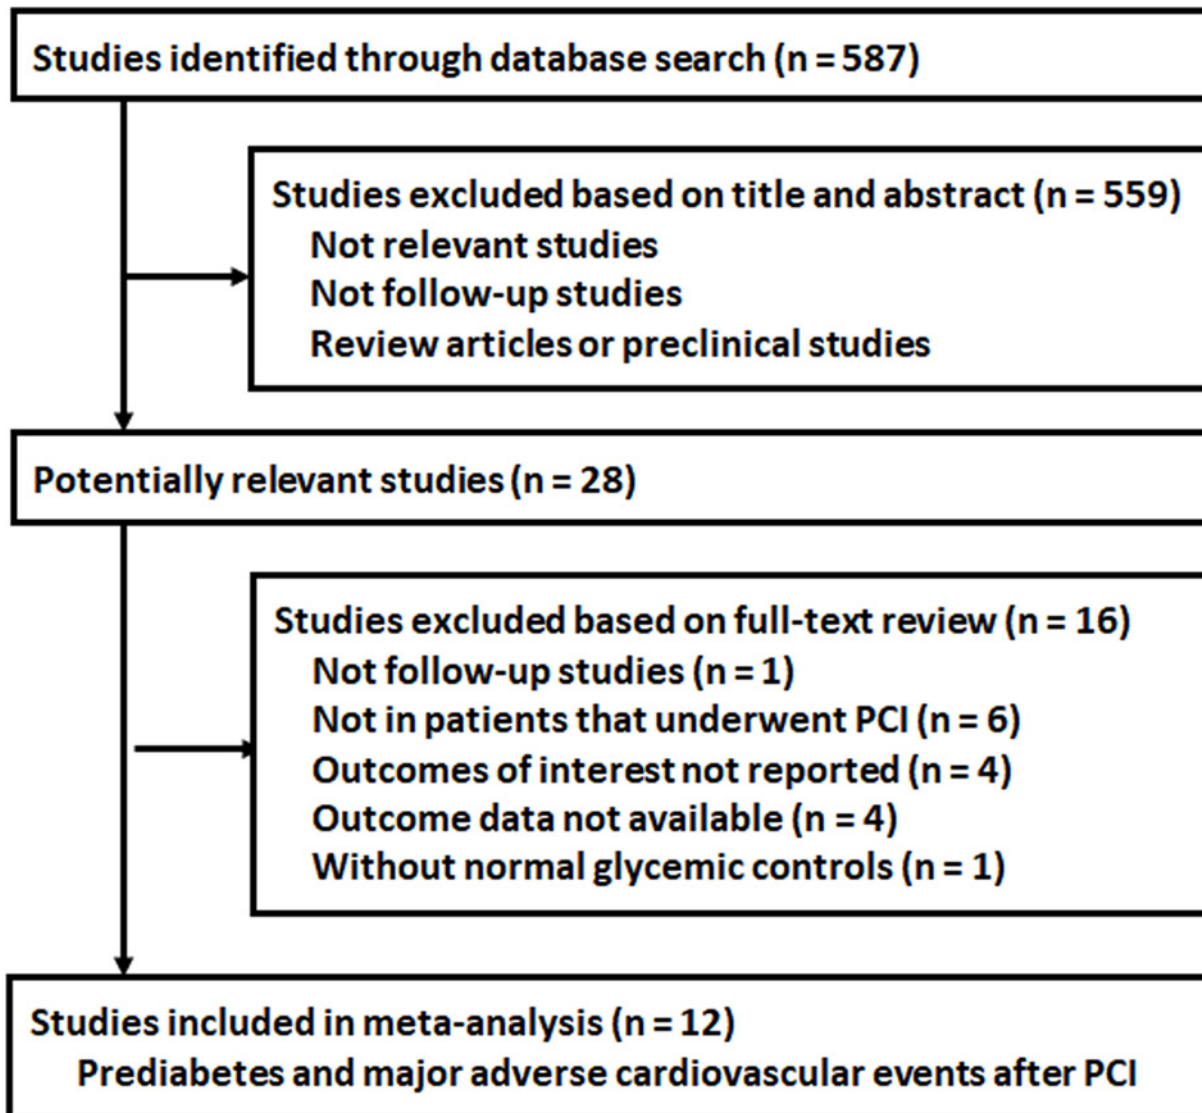 Studies identified through database search (n = 587)
Studies excluded based on title and abstract (n = 559)
Not relevant studies
Not follow-up studies
Review articles or preclinical studies
Potentially relevant studies (n = 28)
Studies excluded based on full-text review (n = 16)
Not follow-up studies (n = 1)
Not in patients that underwent PCI (n = 6)
Outcomes of interest not reported (n = 4)
Outcome data not available (n = 4)
Without normal glycemic controls (n = 1)
Studies included in meta-analysis (n = 12)
Prediabetes and major adverse cardiovascular events after PCI